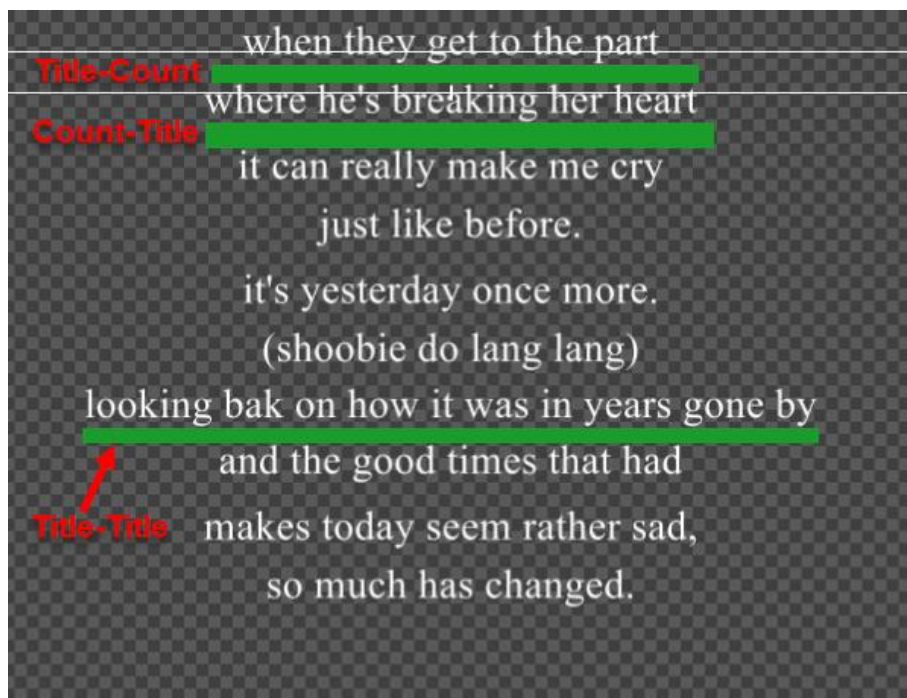 when they get to the part
Title-Count
where he's breaking her heart
Count-Title
it can really make me cry
just like before.
it's yesterday once more.
(shoobie do lang lang)
looking bak on how it was in years gone by
and the good times that had
Title-Title
makes today seem rather sad,
so much has changed.